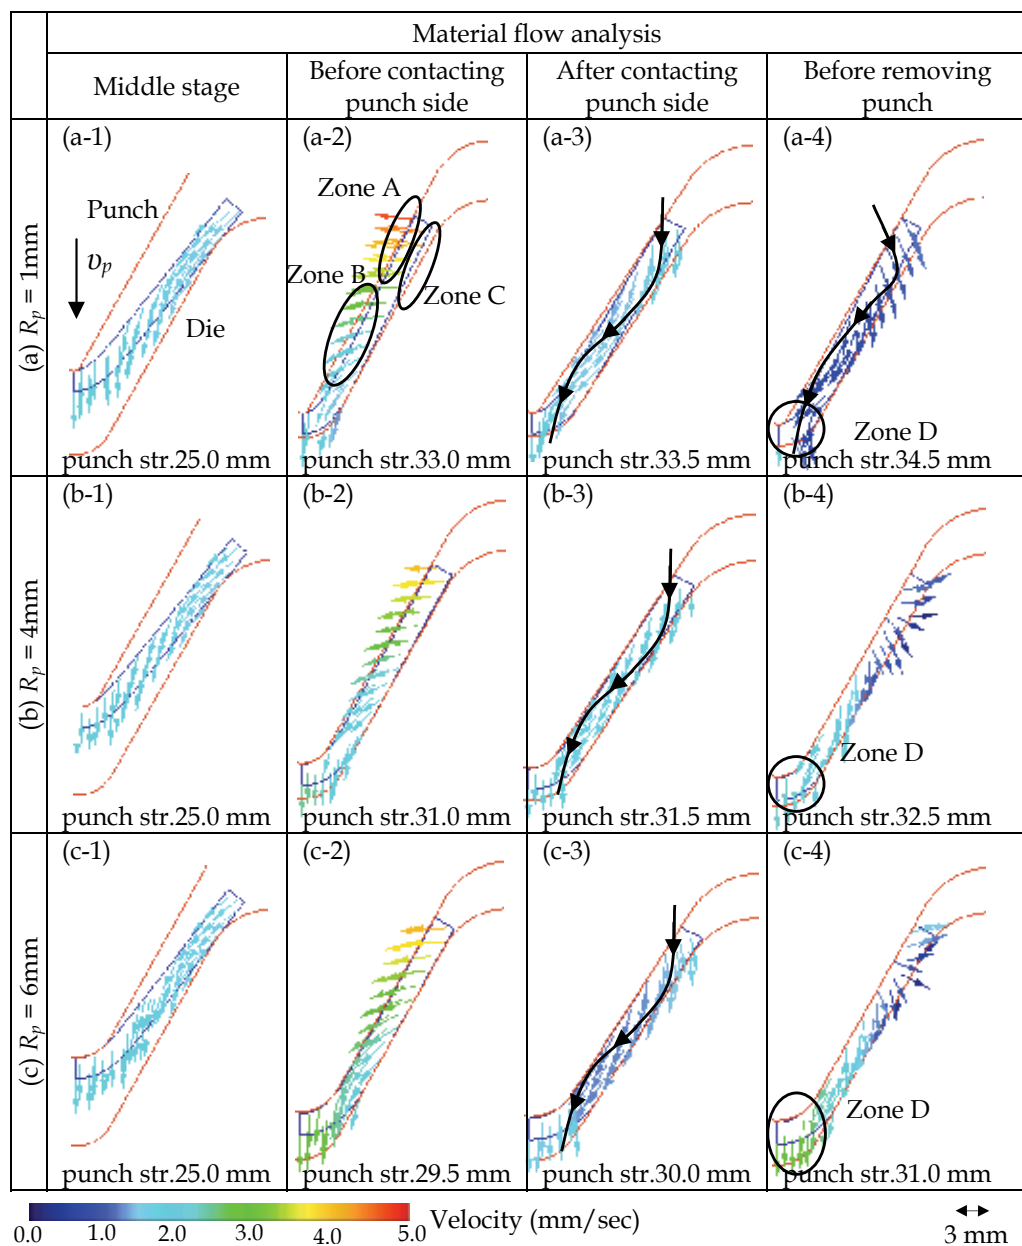 Material flow analysis
Middle stage
Before contacting
punch side
After contacting
punch side
Before removing
punch
(a) Rₚ = 1mm
(a-1)
Punch
υₚ
Die
punch str.25.0 mm
(a-2)
Zone A
Zone B
Zone C
punch str.33.0 mm
(a-3)
punch str.33.5 mm
(a-4)
Zone D
punch str.34.5 mm
(b) Rₚ = 4mm
(b-1)
punch str.25.0 mm
(b-2)
punch str.31.0 mm
(b-3)
punch str.31.5 mm
(b-4)
Zone D
punch str.32.5 mm
(c) Rₚ = 6mm
(c-1)
punch str.25.0 mm
(c-2)
punch str.29.5 mm
(c-3)
punch str.30.0 mm
(c-4)
Zone D
punch str.31.0 mm
0.0 1.0 2.0 3.0 4.0 5.0 Velocity (mm/sec)
3 mm